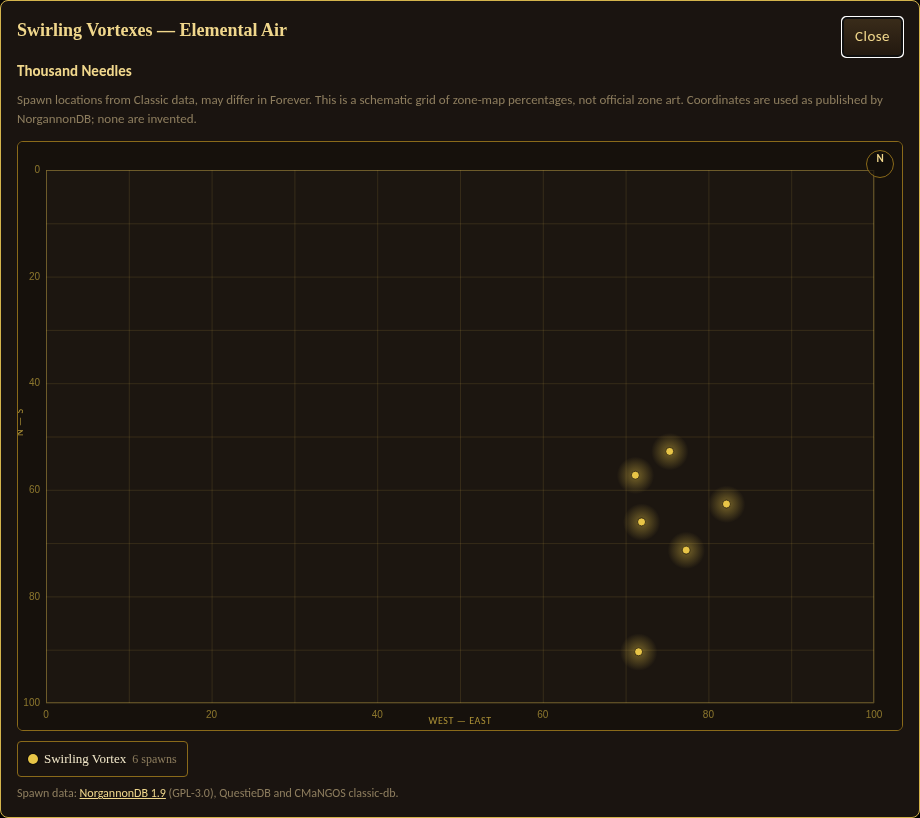 Swirling Vortexes — Elemental Air
Close
Thousand Needles
Spawn locations from Classic data, may differ in Forever. This is a schematic grid of zone-map percentages, not official zone art. Coordinates are used as published by
NorgannonDB; none are invented.
N
0
20
40
N — S
60
80
100
0
20
40
60
80
100
WEST — EAST
Swirling Vortex 6 spawns
Spawn data: NorgannonDB 1.9 (GPL-3.0), QuestieDB and CMaNGOS classic-db.